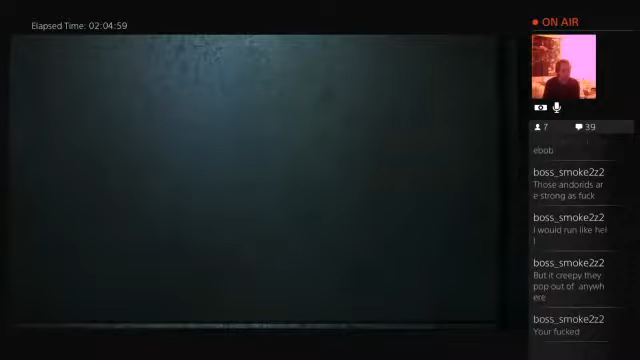 Elapsed Time: 02:04:59
ON AIR
7
39
ebob
boss_smoke2z2
Those andorids ar
e strong as fuck
boss_smoke2z2
I would run like hel
l
boss_smoke2z2
But it creepy they
pop out of anywh
ere
boss_smoke2z2
Your fucked